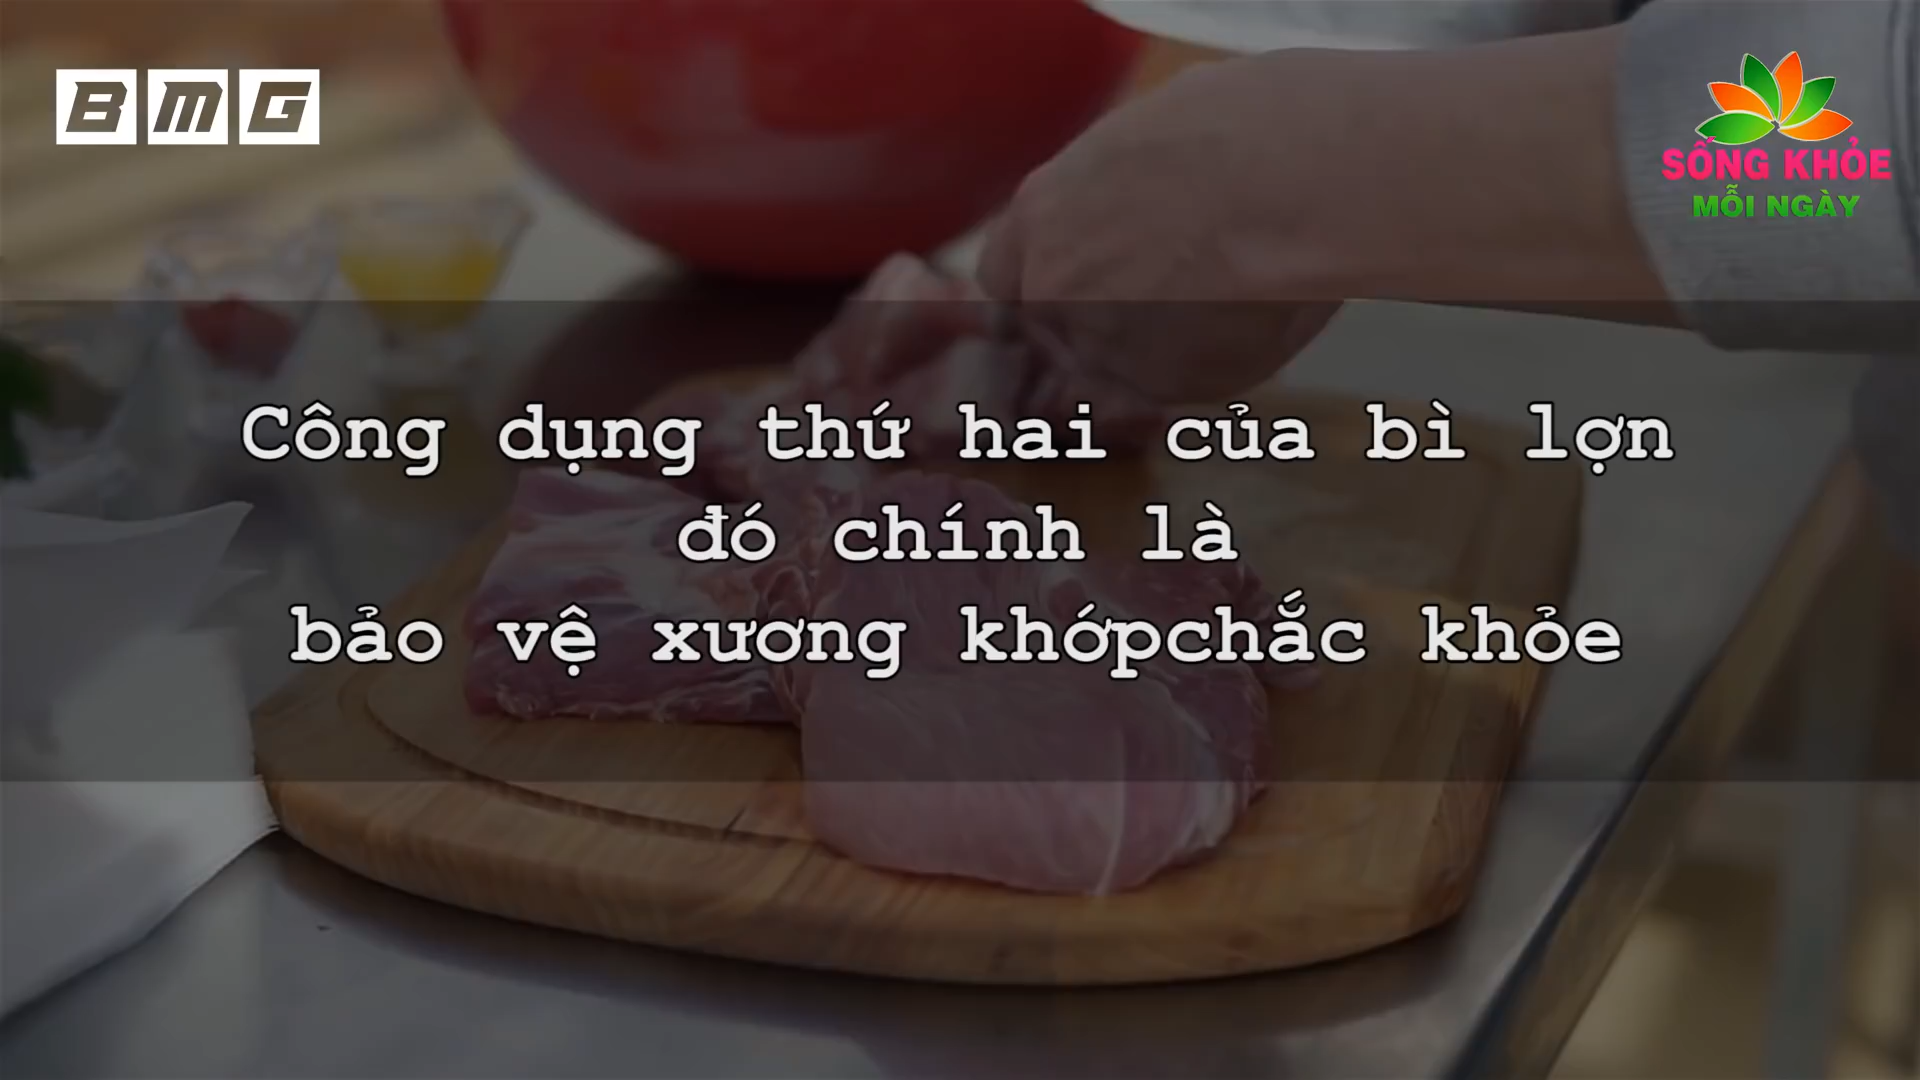 BMG
SỐNG KHỎE
MỖI NGÀY
Công dụng thứ hai của bì lợn
đó chính là
bảo vệ xương khớpchắc khỏe